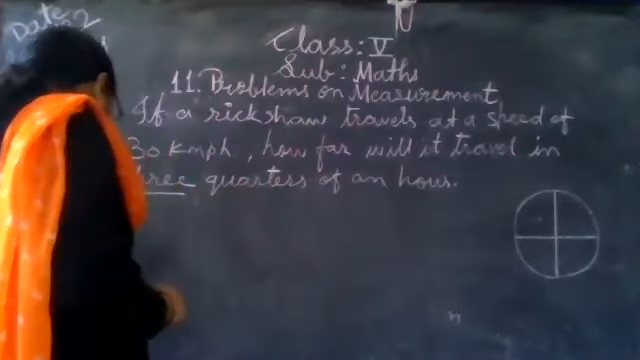 Date
2
Class: V
Sub: Maths
11. Problems on Measurement
If a rickshaw travels at a speed of
30 kmph, how far will it travel in
three quarters of an hour.